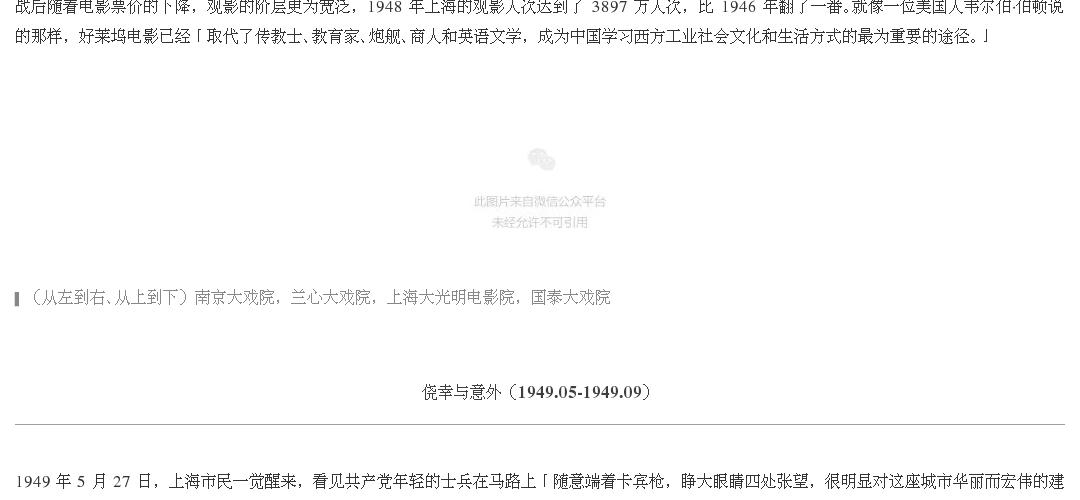 战后随着电影票价的下降，观影的阶层更为宽泛，1948 年上海的观影人次达到了 3897 万人次，比 1946 年翻了一番。就像一位美国人韦尔伯·伯顿说
的那样，好莱坞电影已经「取代了传教士、教育家、炮舰、商人和英语文学，成为中国学习西方工业社会文化和生活方式的最为重要的途径。」
此图片来自微信公众平台
未经允许不可引用
（从左到右、从上到下）南京大戏院，兰心大戏院，上海大光明电影院，国泰大戏院
侥幸与意外（1949.05-1949.09）
1949 年 5 月 27 日，上海市民一觉醒来，看见共产党年轻的士兵在马路上「随意端着卡宾枪，睁大眼睛四处张望，很明显对这座城市华丽而宏伟的建